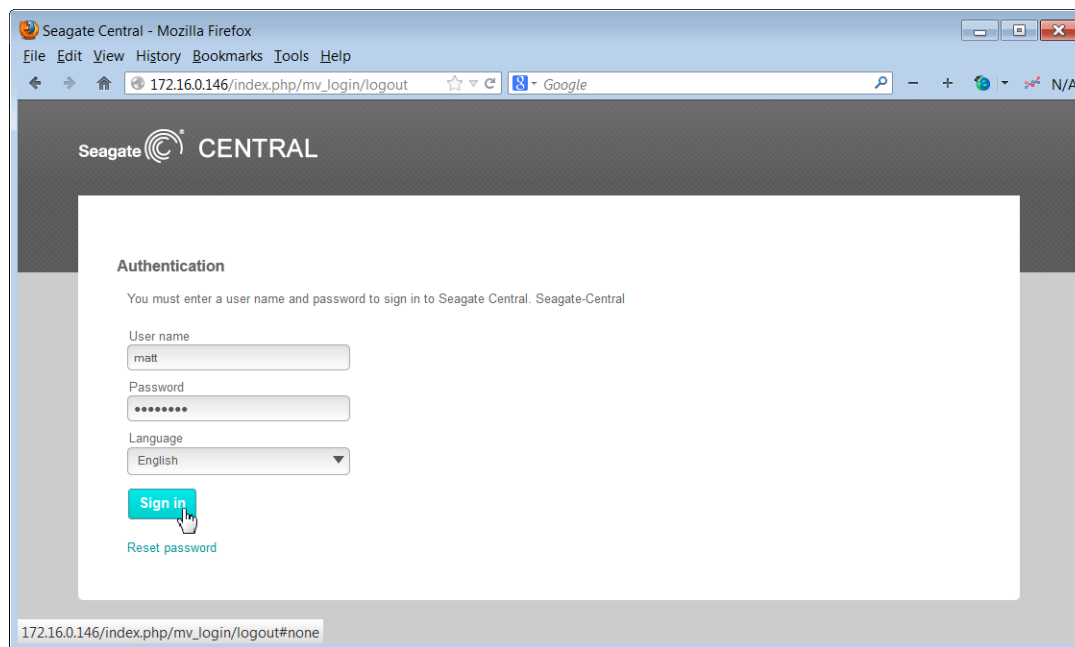 Seagate Central - Mozilla Firefox
File Edit View History Bookmarks Tools Help
172.16.0.146/index.php/mv_login/logout
8 Google
N/A
Seagate CENTRAL
Authentication
You must enter a user name and password to sign in to Seagate Central. Seagate-Central
User name
matt
Password
••••••••
Language
English
Sign in
Reset password
172.16.0.146/index.php/mv_login/logout#none